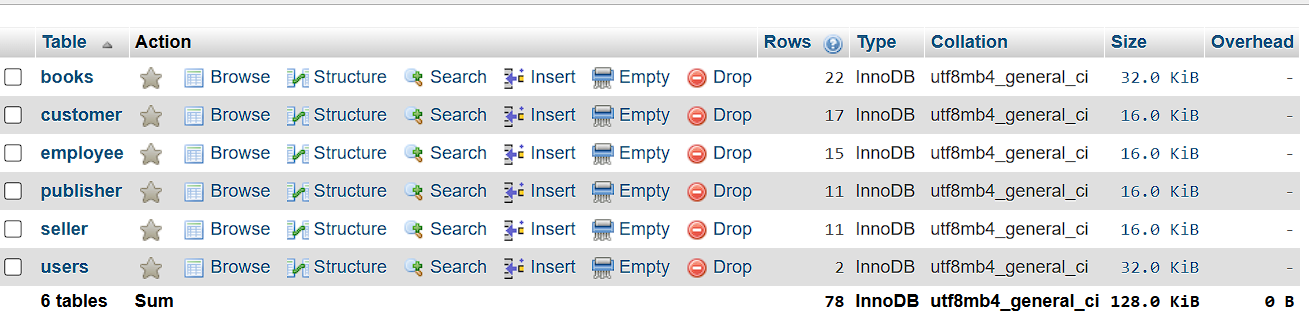 Table Action Rows Type Collation Size Overhead
books Browse Structure Search Insert Empty Drop 22 InnoDB utf8mb4_general_ci 32.0 KiB -
customer Browse Structure Search Insert Empty Drop 17 InnoDB utf8mb4_general_ci 16.0 KiB -
employee Browse Structure Search Insert Empty Drop 15 InnoDB utf8mb4_general_ci 16.0 KiB -
publisher Browse Structure Search Insert Empty Drop 11 InnoDB utf8mb4_general_ci 16.0 KiB -
seller Browse Structure Search Insert Empty Drop 11 InnoDB utf8mb4_general_ci 16.0 KiB -
users Browse Structure Search Insert Empty Drop 2 InnoDB utf8mb4_general_ci 32.0 KiB -
6 tables Sum 78 InnoDB utf8mb4_general_ci 128.0 KiB 0 B